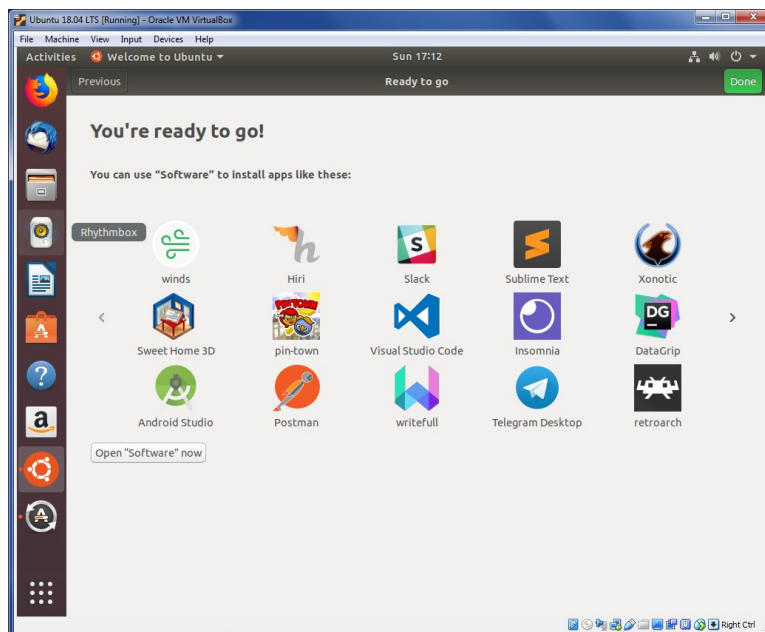 Ubuntu 18.04 LTS [Running] - Oracle VM VirtualBox
File Machine View Input Devices Help
Activities Welcome to Ubuntu Sun 17:12
Previous Ready to go Done
You're ready to go!
You can use "Software" to install apps like these:
Rhythmbox
winds Hiri Slack Sublime Text Xonotic
PIN-TOWN DG
Sweet Home 3D pin-town Visual Studio Code Insomnia DataGrip
Android Studio Postman writefull Telegram Desktop retroarch
Open "Software" now
Right Ctrl